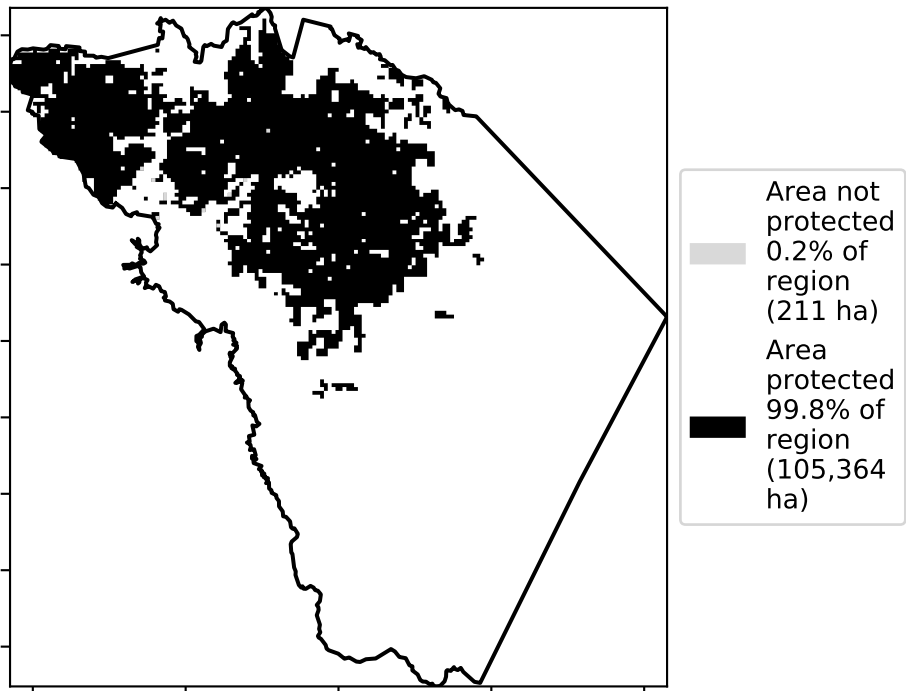 Area not
protected
0.2% of
region
(211 ha)
Area
protected
99.8% of
region
(105,364
ha)